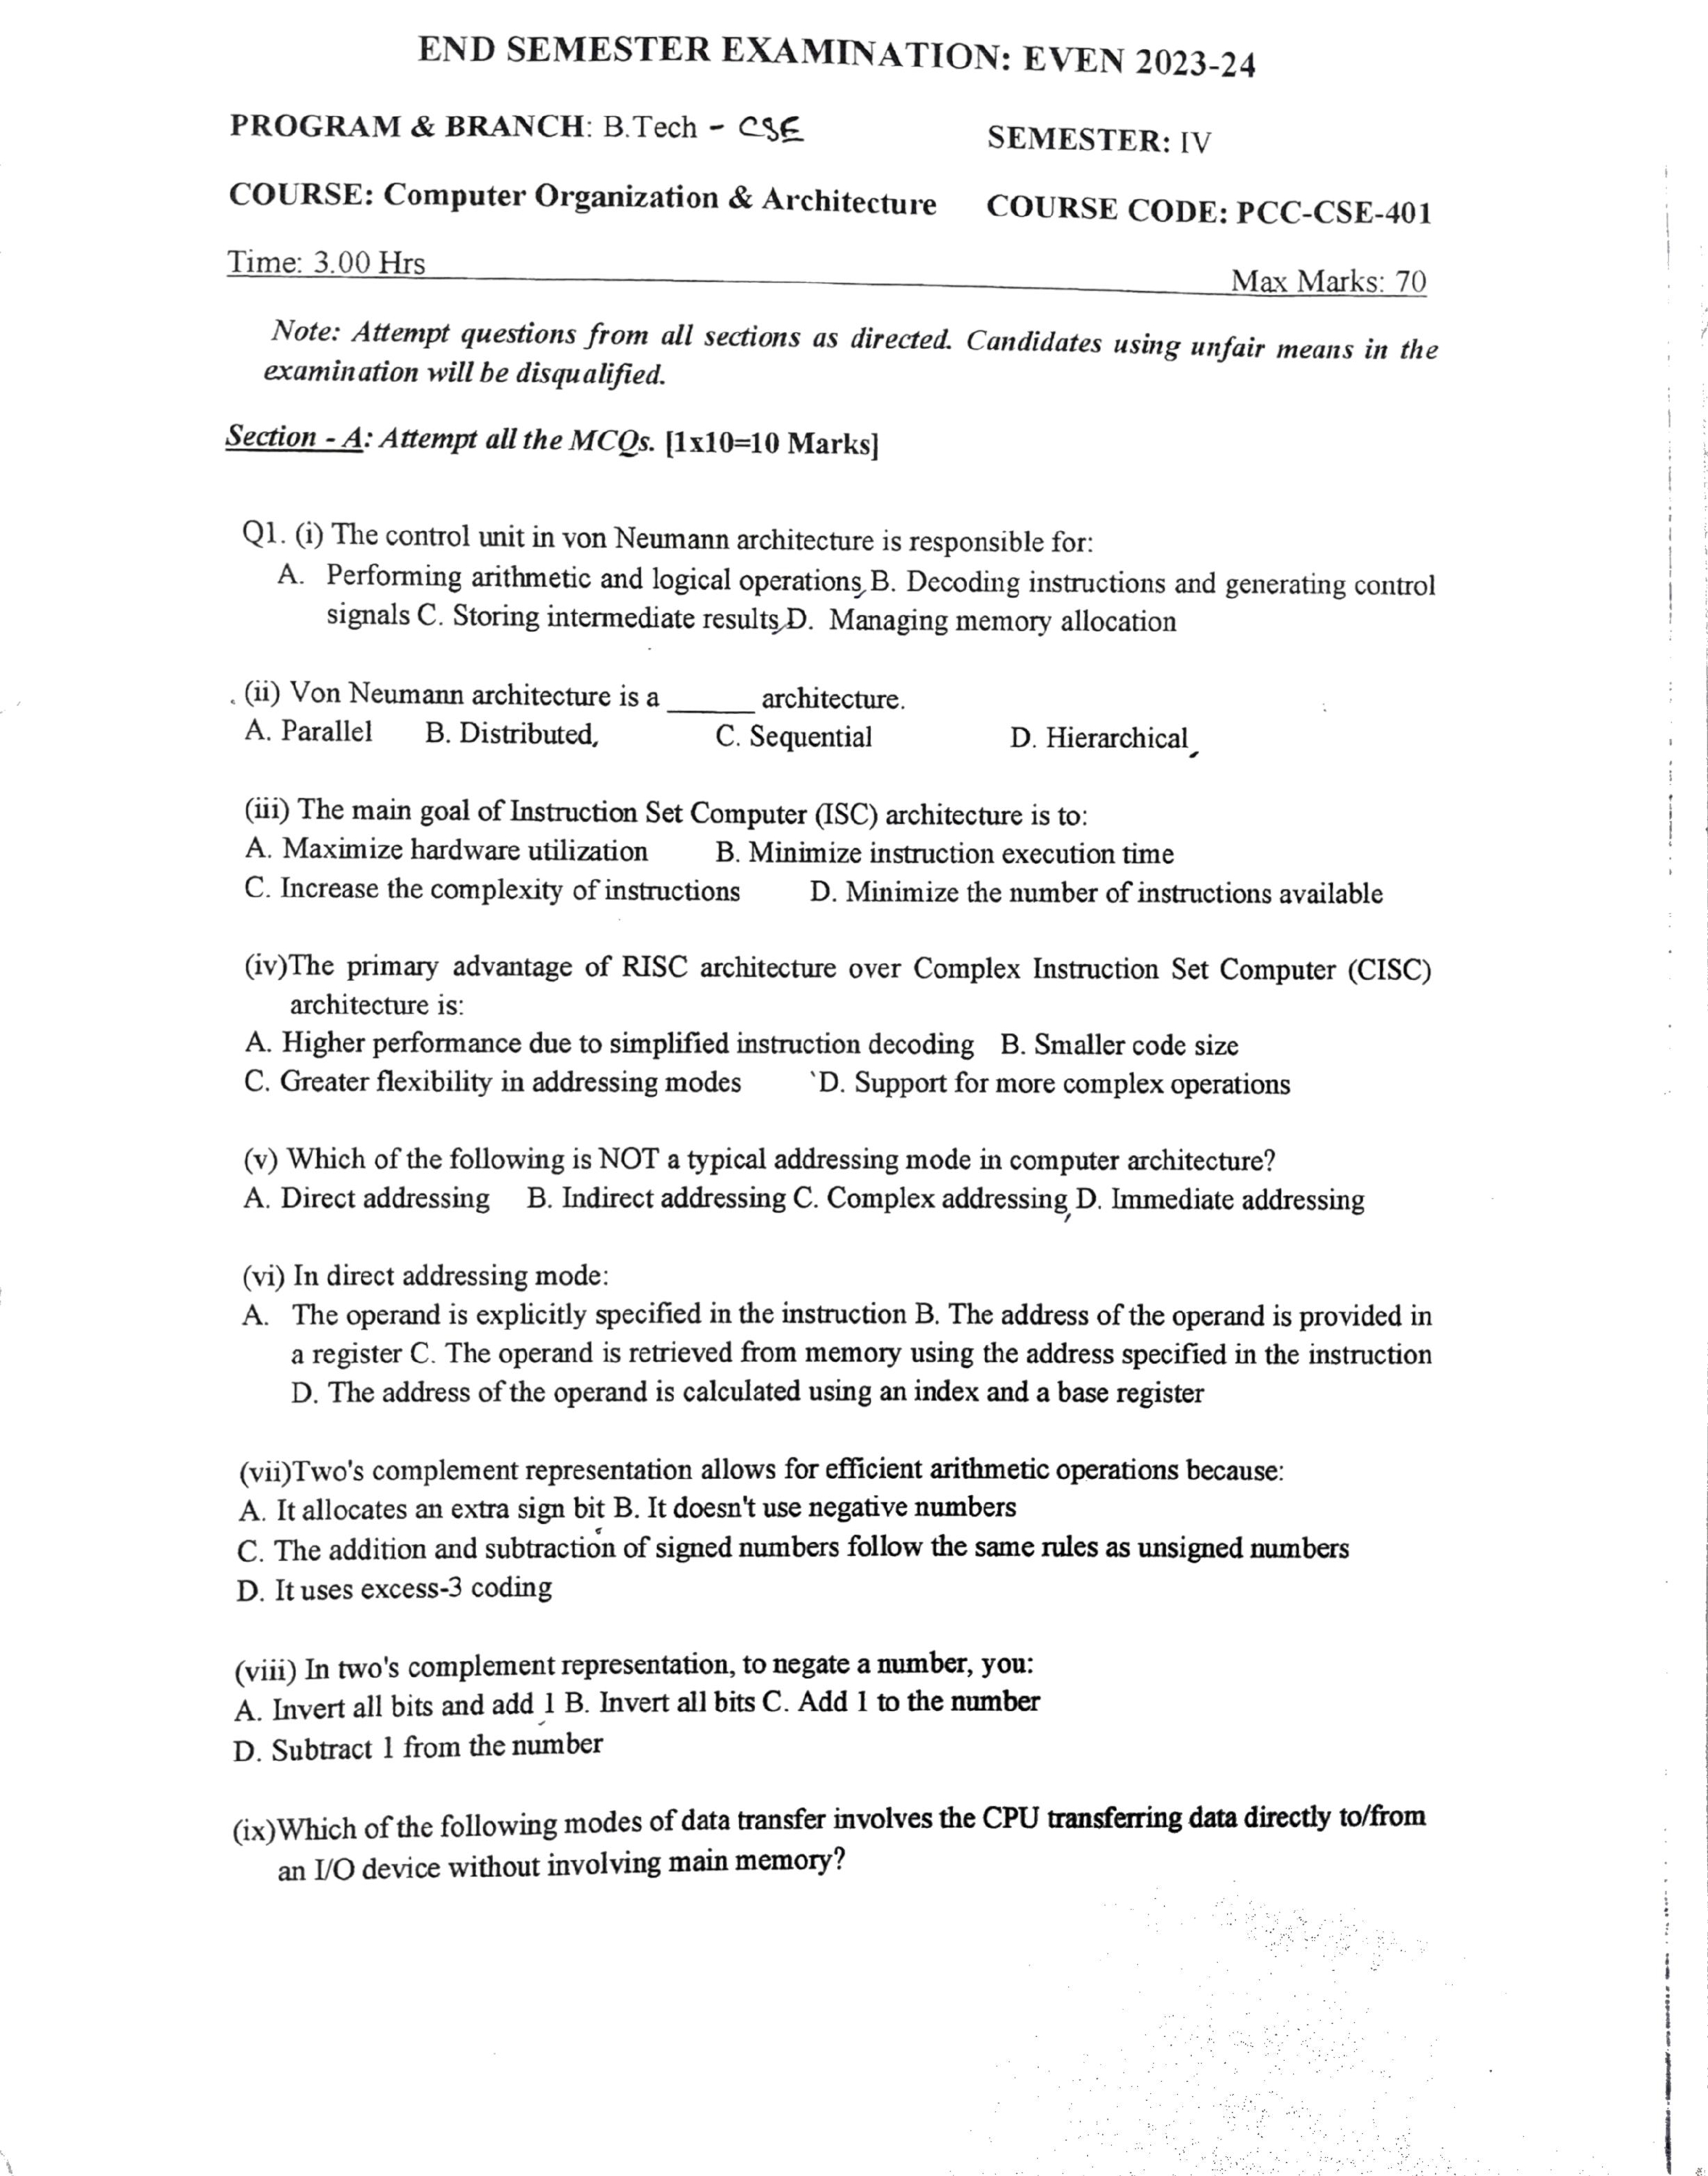 END SEMESTER EXAMINATION: EVEN 2023-24
PROGRAM & BRANCH: B.Tech - CSE SEMESTER: IV
COURSE: Computer Organization & Architecture COURSE CODE: PCC-CSE-401
Time: 3.00 Hrs Max Marks: 70
Note: Attempt questions from all sections as directed. Candidates using unfair means in the
examination will be disqualified.
Section - A: Attempt all the MCQs. [1x10=10 Marks]
Q1. (i) The control unit in von Neumann architecture is responsible for:
A. Performing arithmetic and logical operations B. Decoding instructions and generating control
signals C. Storing intermediate results D. Managing memory allocation
(ii) Von Neumann architecture is a ______ architecture.
A. Parallel B. Distributed, C. Sequential D. Hierarchical
(iii) The main goal of Instruction Set Computer (ISC) architecture is to:
A. Maximize hardware utilization B. Minimize instruction execution time
C. Increase the complexity of instructions D. Minimize the number of instructions available
(iv)The primary advantage of RISC architecture over Complex Instruction Set Computer (CISC)
architecture is:
A. Higher performance due to simplified instruction decoding B. Smaller code size
C. Greater flexibility in addressing modes D. Support for more complex operations
(v) Which of the following is NOT a typical addressing mode in computer architecture?
A. Direct addressing B. Indirect addressing C. Complex addressing D. Immediate addressing
(vi) In direct addressing mode:
A. The operand is explicitly specified in the instruction B. The address of the operand is provided in
a register C. The operand is retrieved from memory using the address specified in the instruction
D. The address of the operand is calculated using an index and a base register
(vii)Two's complement representation allows for efficient arithmetic operations because:
A. It allocates an extra sign bit B. It doesn't use negative numbers
C. The addition and subtraction of signed numbers follow the same rules as unsigned numbers
D. It uses excess-3 coding
(viii) In two's complement representation, to negate a number, you:
A. Invert all bits and add 1 B. Invert all bits C. Add 1 to the number
D. Subtract 1 from the number
(ix)Which of the following modes of data transfer involves the CPU transferring data directly to/from
an I/O device without involving main memory?